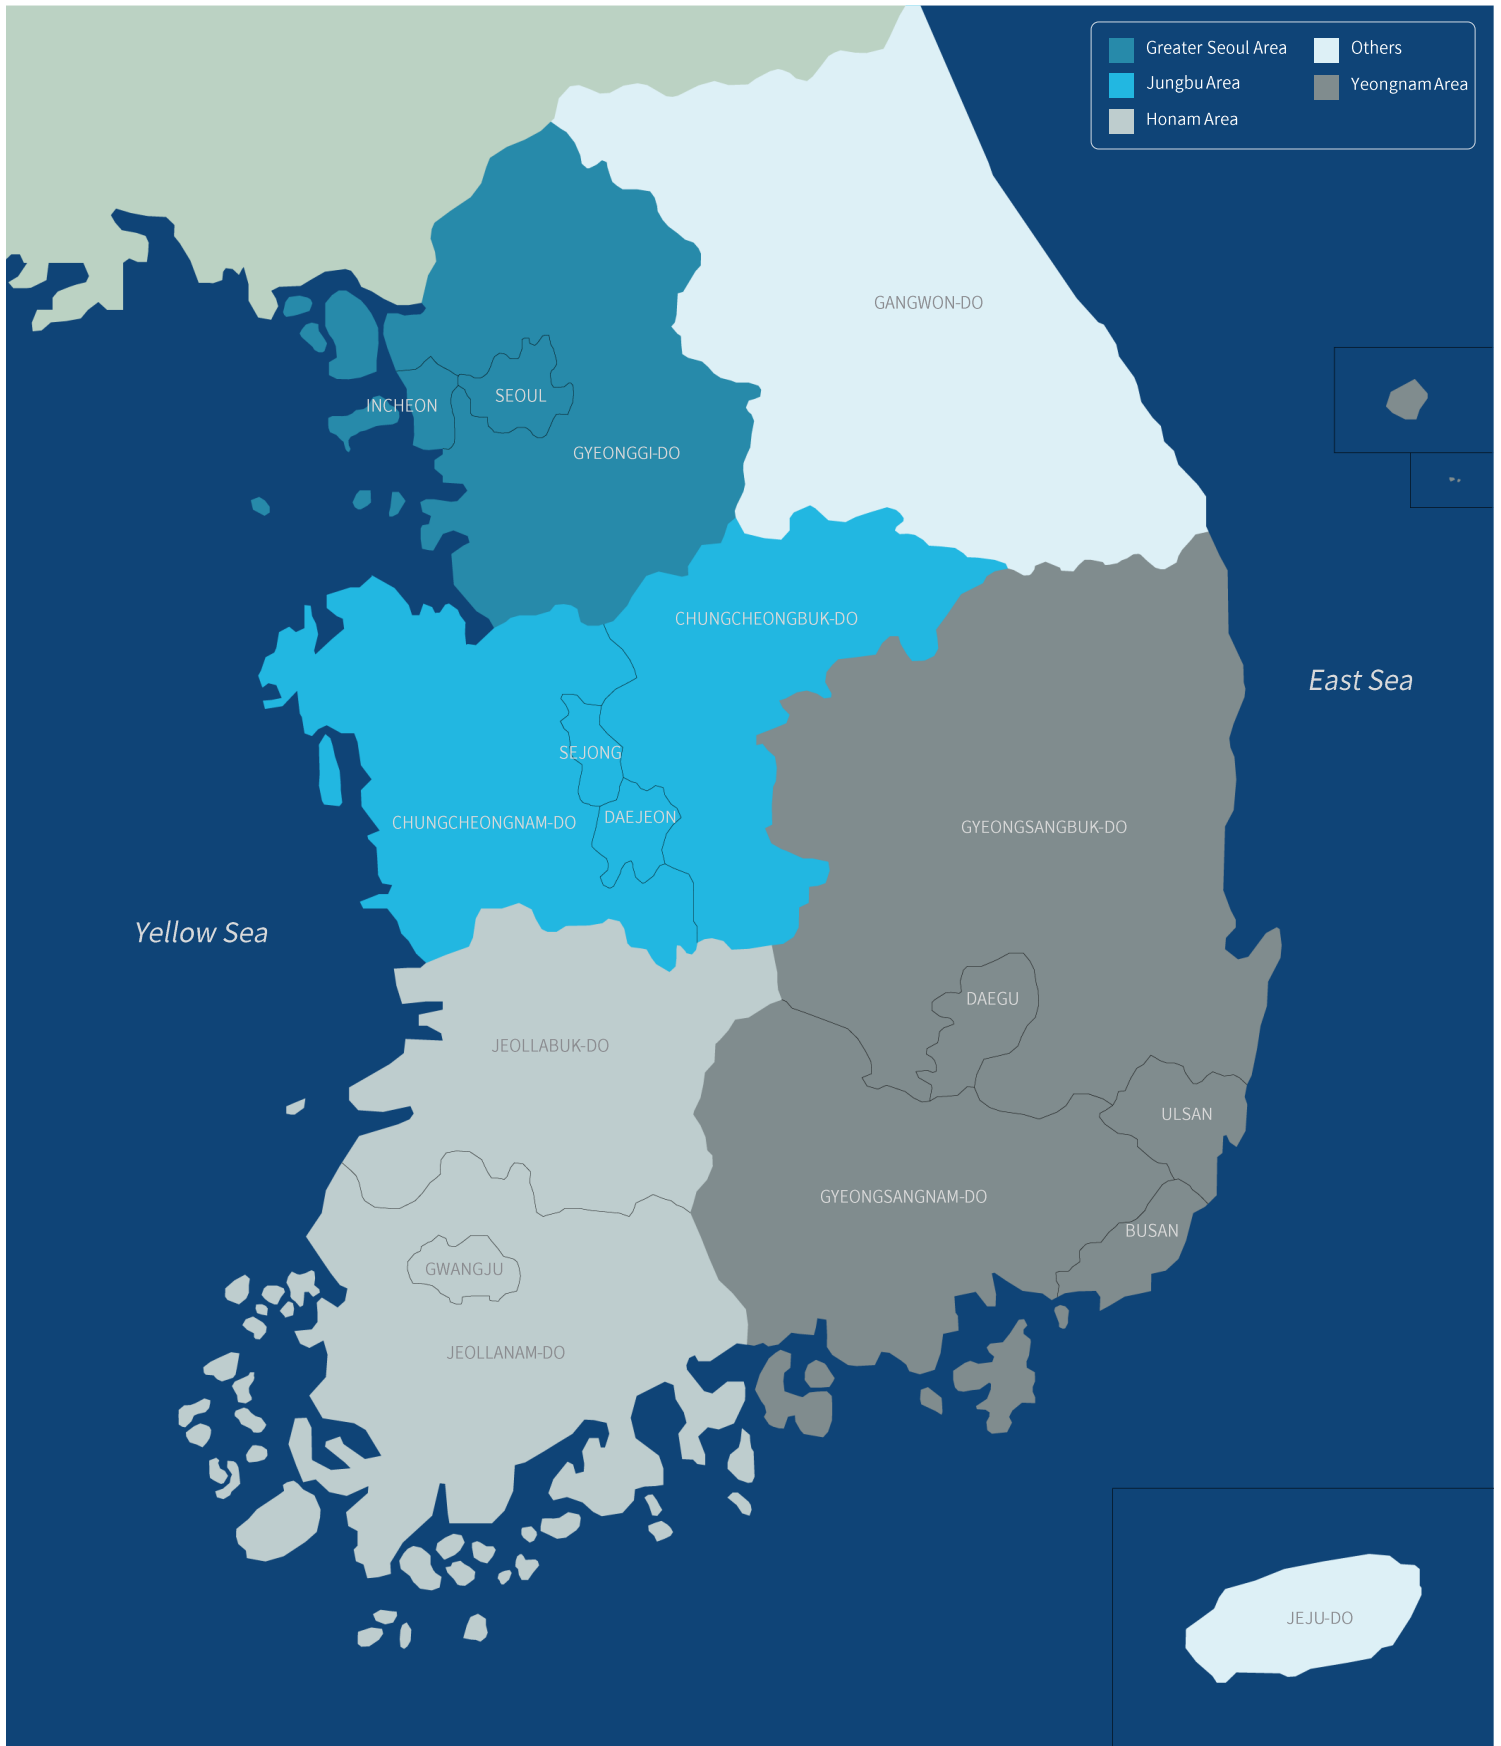 Greater Seoul Area
Others
Jungbu Area
Yeongnam Area
Honam Area
GANGWON-DO
SEOUL
INCHEON
GYEONGGI-DO
CHUNGCHEONGBUK-DO
East Sea
SEJONG
DAEJEON
CHUNGCHEONGNAM-DO
GYEONGSANGBUK-DO
Yellow Sea
DAEGU
JEOLLABUK-DO
ULSAN
GYEONGSANGNAM-DO
BUSAN
GWANGJU
JEOLLANAM-DO
JEJU-DO